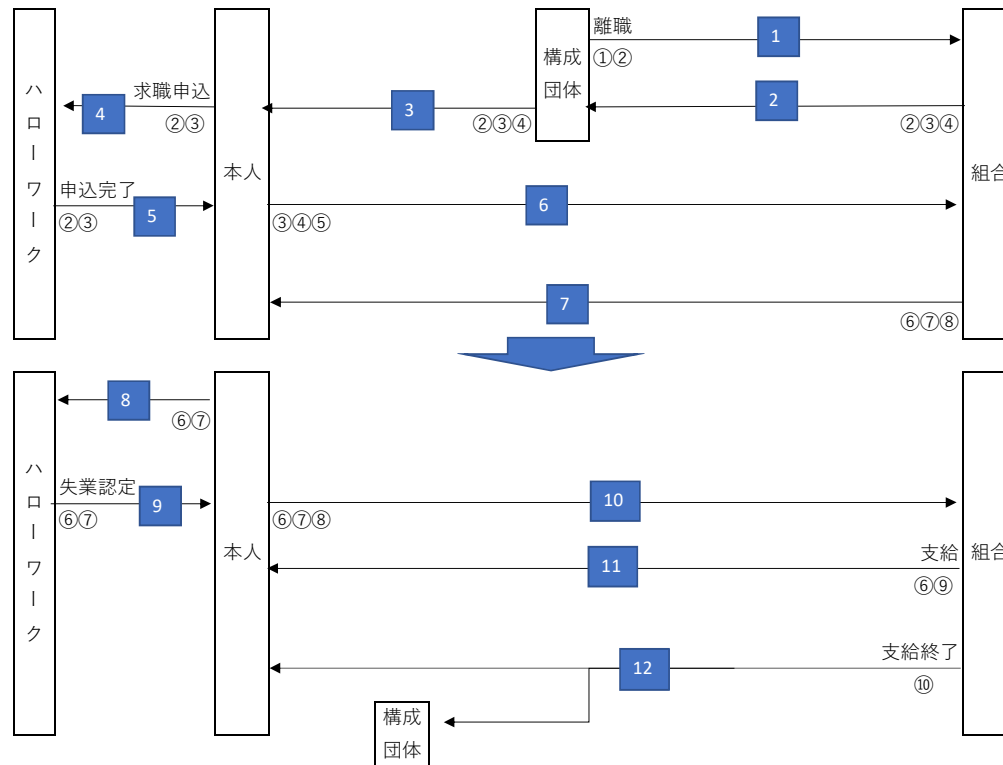 離職
1
①②
構成
団体
ハローワーク
求職申込
4
②③
3
②③④
2
②③④
本人
組合
申込完了
5
②③
6
③④⑤
7
⑥⑦⑧
8
⑥⑦
ハローワーク
失業認定
9
⑥⑦
本人
10
⑥⑦⑧
組合
支給
11
⑥⑨
支給終了
12
⑩
構成
団体